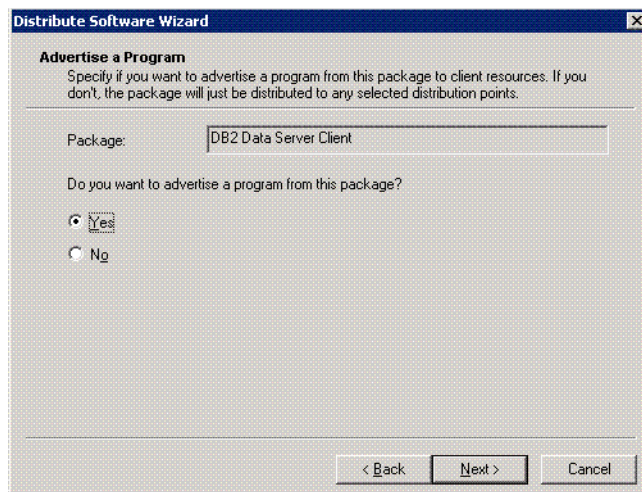 Distribute Software Wizard
Advertise a Program
Specify if you want to advertise a program from this package to client resources. If you
don't, the package will just be distributed to any selected distribution points.
Package:
DB2 Data Server Client
Do you want to advertise a program from this package?
Yes
No
< Back
Next >
Cancel